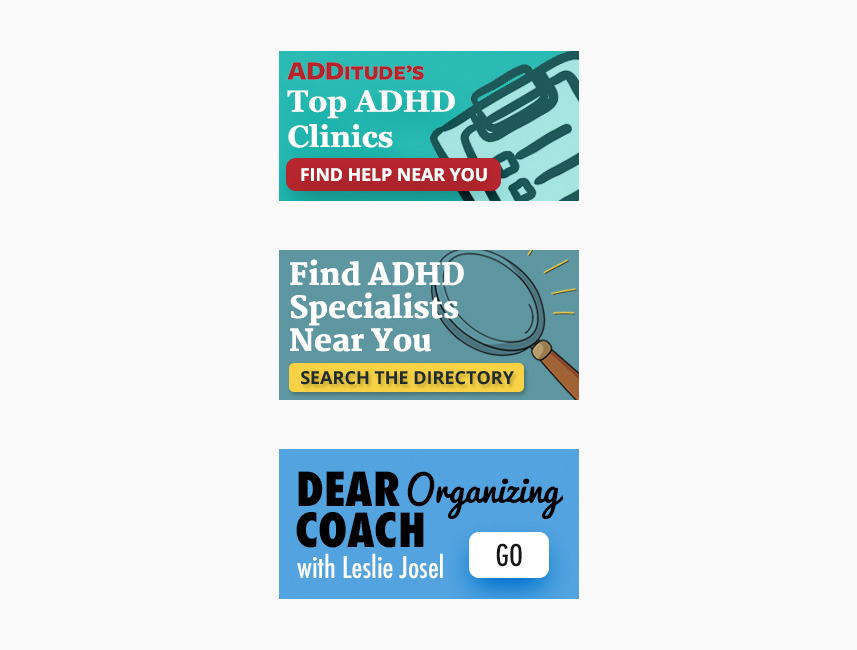 ADDITUDE'S
Top ADHD
Clinics
FIND HELP NEAR YOU
Find ADHD
Specialists
Near You
SEARCH THE DIRECTORY
DEAR Organizing
COACH
with Leslie Josel
GO